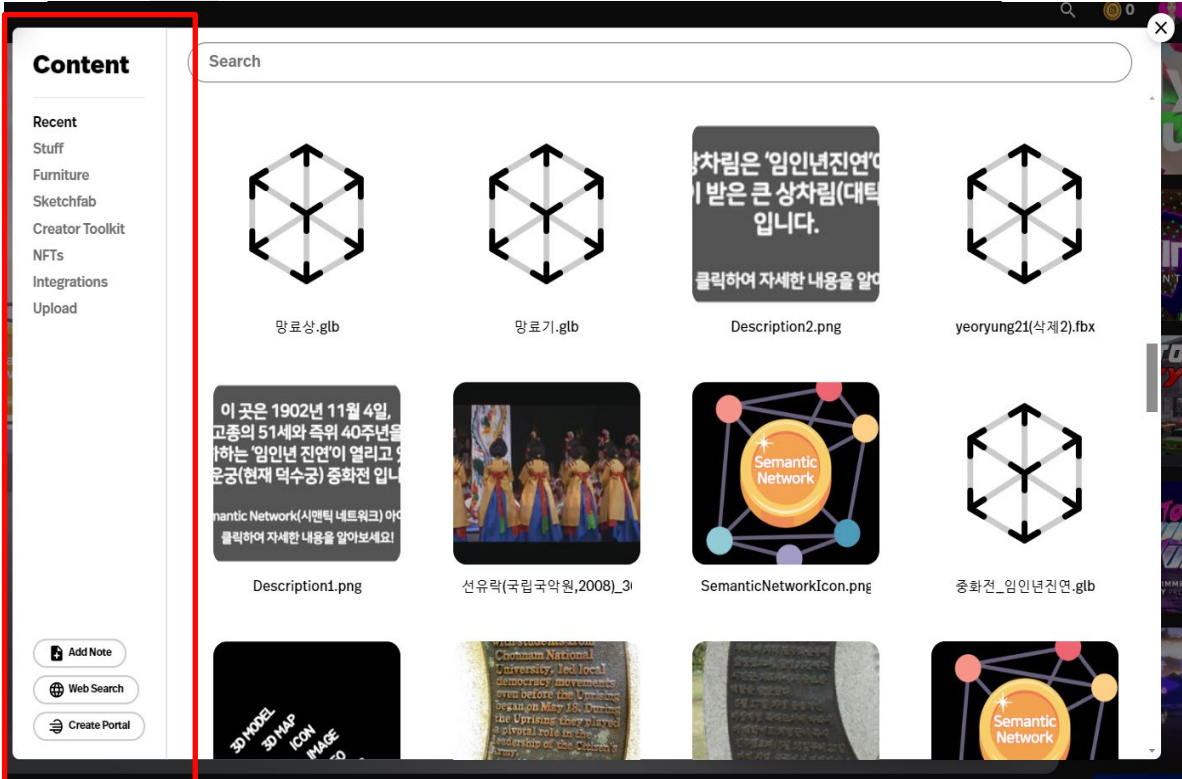 0
Content
Search
Recent
Stuff
Furniture
Sketchfab
Creator Toolkit
NFTs
Integrations
Upload
상차림은 '임인년진연'이
받은 큰 상차림(대탁
입니다.
클릭하여 자세한 내용을 알아
망료상.glb
망료기.glb
Description2.png
yeoryung21(삭제2).fbx
이 곳은 1902년 11월 4일,
고종의 51세와 즉위 40주년을
하는 '임인년 진연'이 열리고
운궁(현재 덕수궁) 중화전 입니
mantic Network(시맨틱 네트워크) 아이
클릭하여 자세한 내용을 알아보세요!
Semantic
Network
Description1.png
선유락(국립국악원,2008)_3
SemanticNetworkIcon.png
중화전_임인년진연.glb
Add Note
Web Search
Create Portal
3D MODEL
3D MAP
ICON
IMAGE
with students from
Chonnam National
University, led local
democracy movements
even before the Uprising
began on May 18. During
the Uprising they played
a pivotal role in the
leadership of the Citizen's
Army.
Semantic
Network